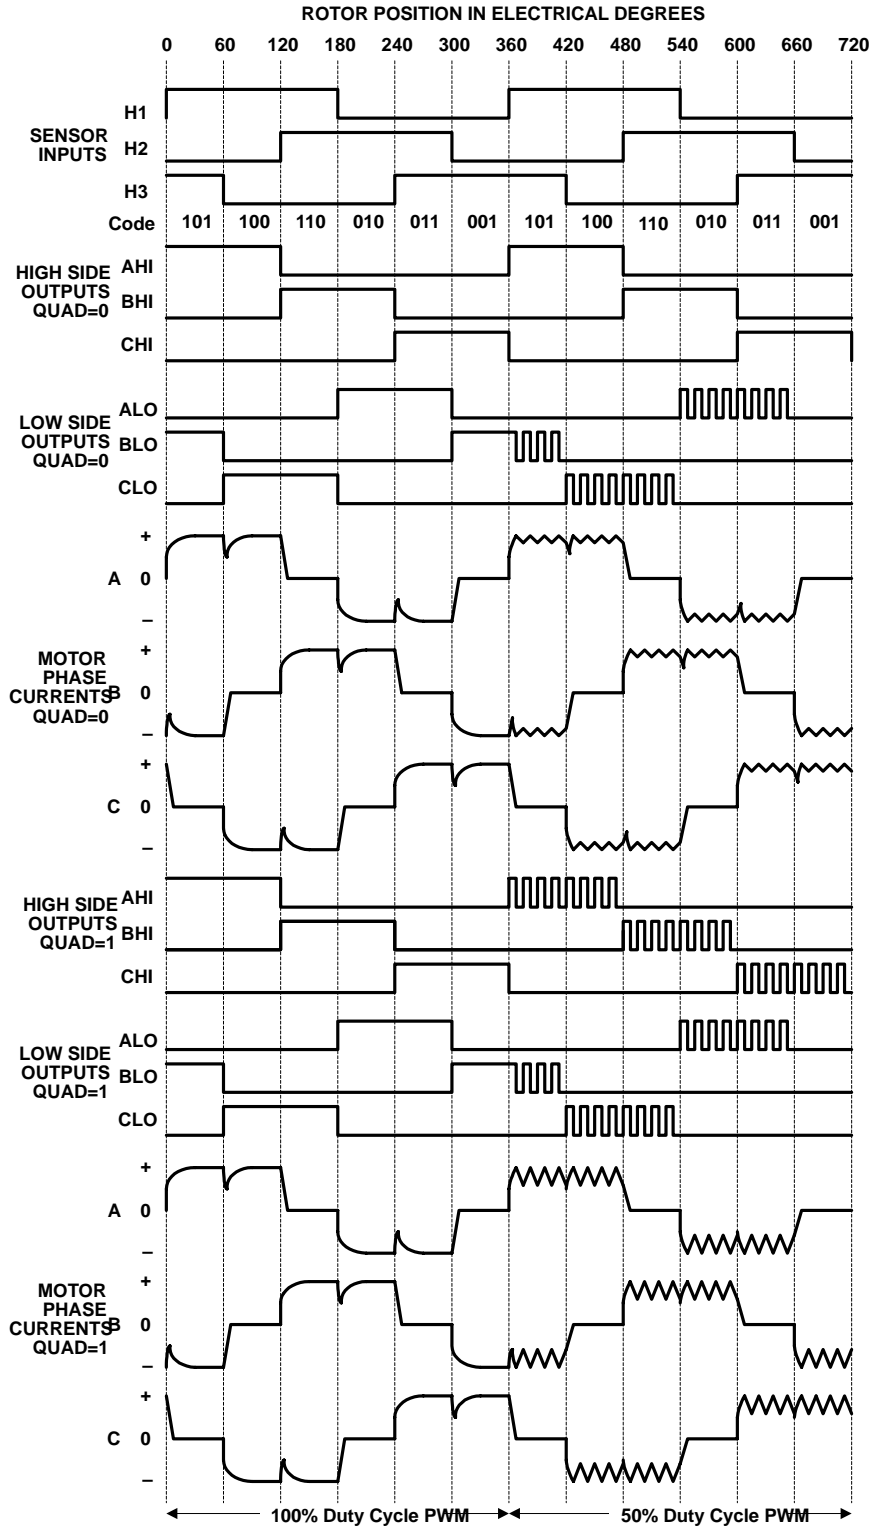 ROTOR POSITION IN ELECTRICAL DEGREES
0 60 120 180 240 300 360 420 480 540 600 660 720
H1
SENSOR
INPUTS
H2
H3
Code 101 100 110 010 011 001 101 100 110 010 011 001
HIGH SIDE
OUTPUTS
QUAD=0
AHI
BHI
CHI
LOW SIDE
OUTPUTS
QUAD=0
ALO
BLO
CLO
+
A 0
–
MOTOR
PHASE
CURRENTS
QUAD=0
+
B 0
–
+
C 0
–
HIGH SIDE
OUTPUTS
QUAD=1
AHI
BHI
CHI
LOW SIDE
OUTPUTS
QUAD=1
ALO
BLO
CLO
+
A 0
–
MOTOR
PHASE
CURRENTS
QUAD=1
+
B 0
–
+
C 0
–
100% Duty Cycle PWM 50% Duty Cycle PWM